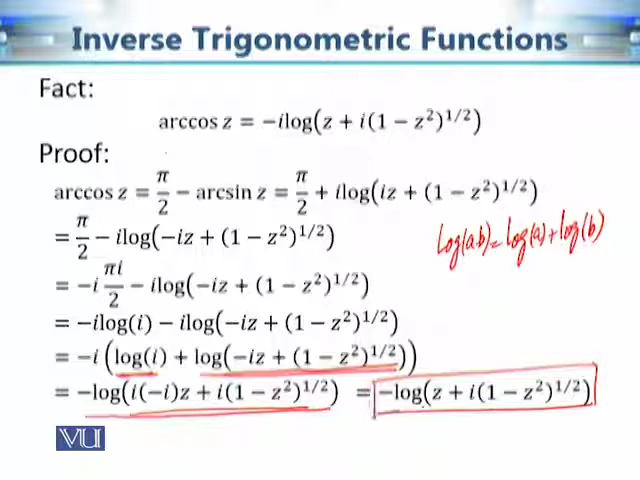 Inverse Trigonometric Functions
Fact:
arccos z = −ilog(z + i(1 − z²)^{1/2})
Proof:
arccos z = π/2 − arcsin z = π/2 + ilog(iz + (1 − z²)^{1/2})
= π/2 − ilog(−iz + (1 − z²)^{1/2})
log(ab)=log(a)+log(b)
= −i πi/2 − ilog(−iz + (1 − z²)^{1/2})
= −ilog(i) − ilog(−iz + (1 − z²)^{1/2})
= −i (log(i) + log(−iz + (1 − z²)^{1/2}))
= −log(i(−i)z + i(1 − z²)^{1/2}) = −log(z + i(1 − z²)^{1/2})
VU